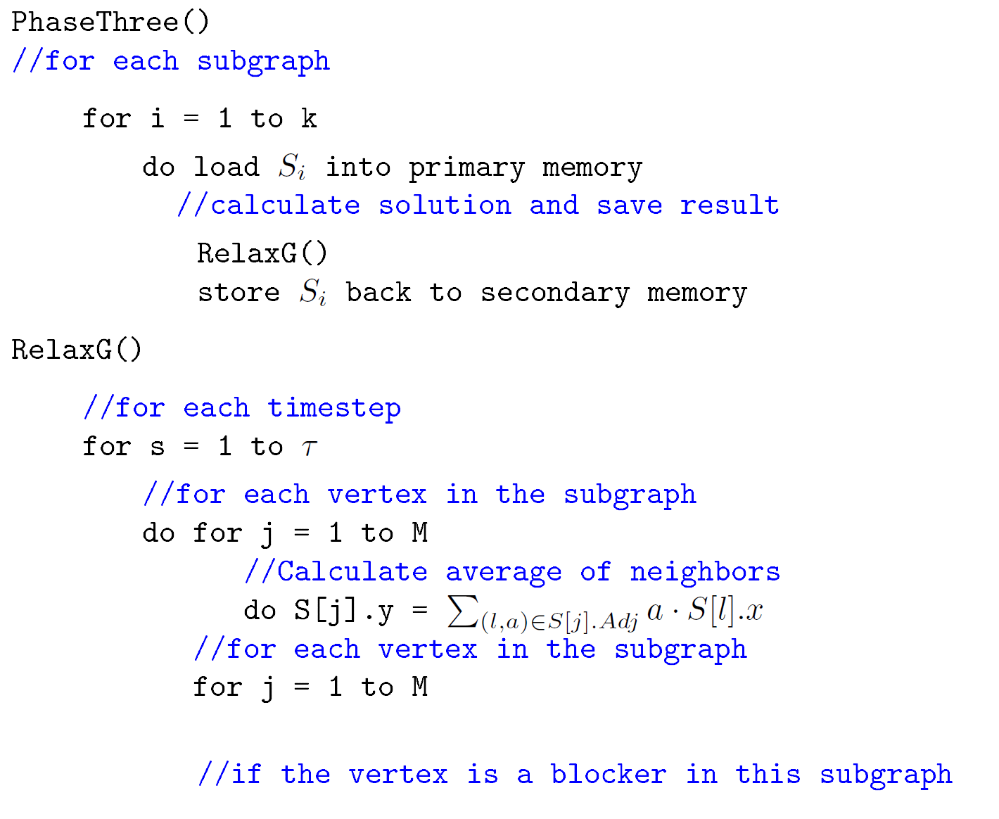 PhaseThree()
//for each subgraph
for i = 1 to k
do load $S_i$ into primary memory
//calculate solution and save result
RelaxG()
store $S_i$ back to secondary memory
RelaxG()
//for each timestep
for s = 1 to τ
//for each vertex in the subgraph
do for j = 1 to M
//Calculate average of neighbors
do S[j].y = $\sum_{(l,a) \in S[j].Adj} a \cdot S[l].x$
//for each vertex in the subgraph
for j = 1 to M
//if the vertex is a blocker in this subgraph